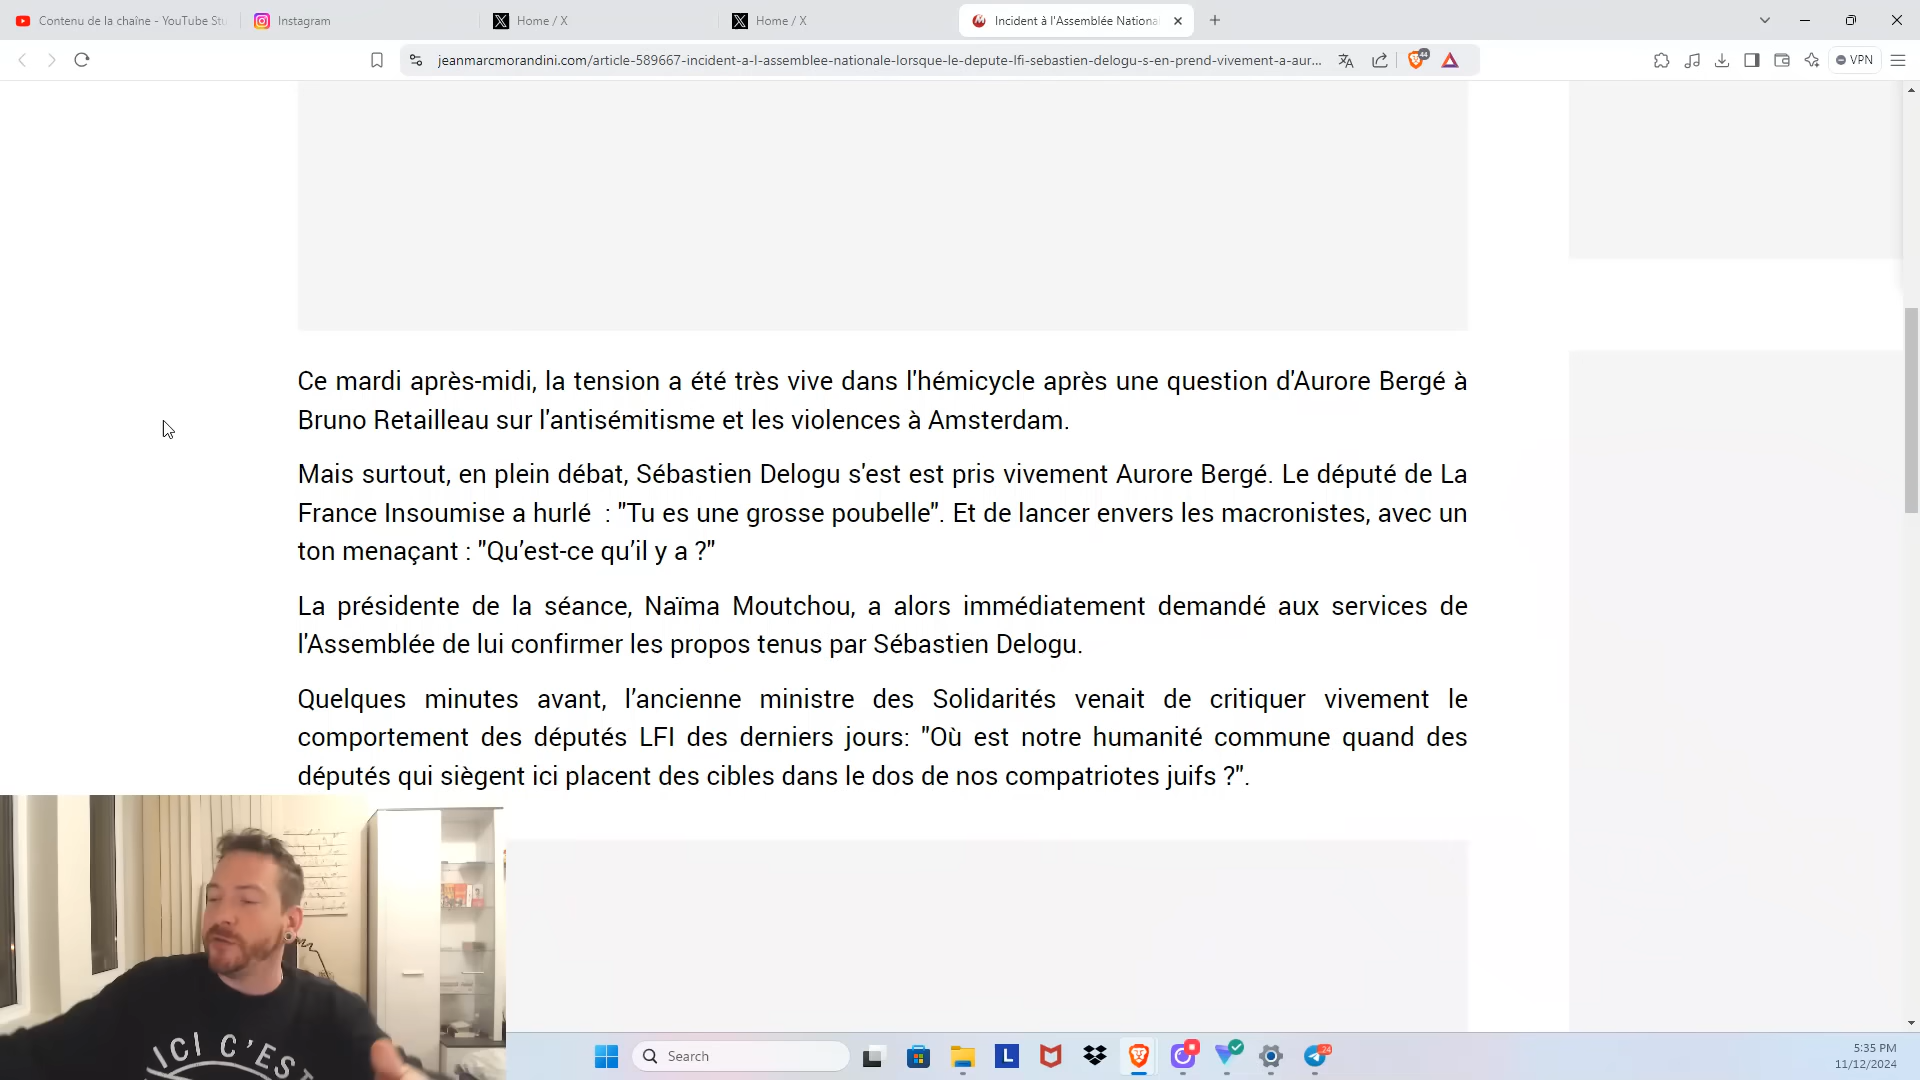 Contenu de la chaîne - YouTube Stu
Instagram
Home / X
Home / X
Incident à l'Assemblée Nationa
jeanmarcmorandini.com/article-589667-incident-a-l-assemblee-nationale-lorsque-le-depute-lfi-sebastien-delogu-s-en-prend-vivement-a-aur...
44
VPN
Ce mardi après-midi, la tension a été très vive dans l'hémicycle après une question d'Aurore Bergé à
Bruno Retailleau sur l'antisémitisme et les violences à Amsterdam.
Mais surtout, en plein débat, Sébastien Delogu s'est est pris vivement Aurore Bergé. Le député de La
France Insoumise a hurlé : "Tu es une grosse poubelle". Et de lancer envers les macronistes, avec un
ton menaçant : "Qu’est-ce qu’il y a ?"
La présidente de la séance, Naïma Moutchou, a alors immédiatement demandé aux services de
l'Assemblée de lui confirmer les propos tenus par Sébastien Delogu.
Quelques minutes avant, l’ancienne ministre des Solidarités venait de critiquer vivement le
comportement des députés LFI des derniers jours: "Où est notre humanité commune quand des
députés qui siègent ici placent des cibles dans le dos de nos compatriotes juifs ?".
ICI C'EST
Search
L
24
5:35 PM
11/12/2024